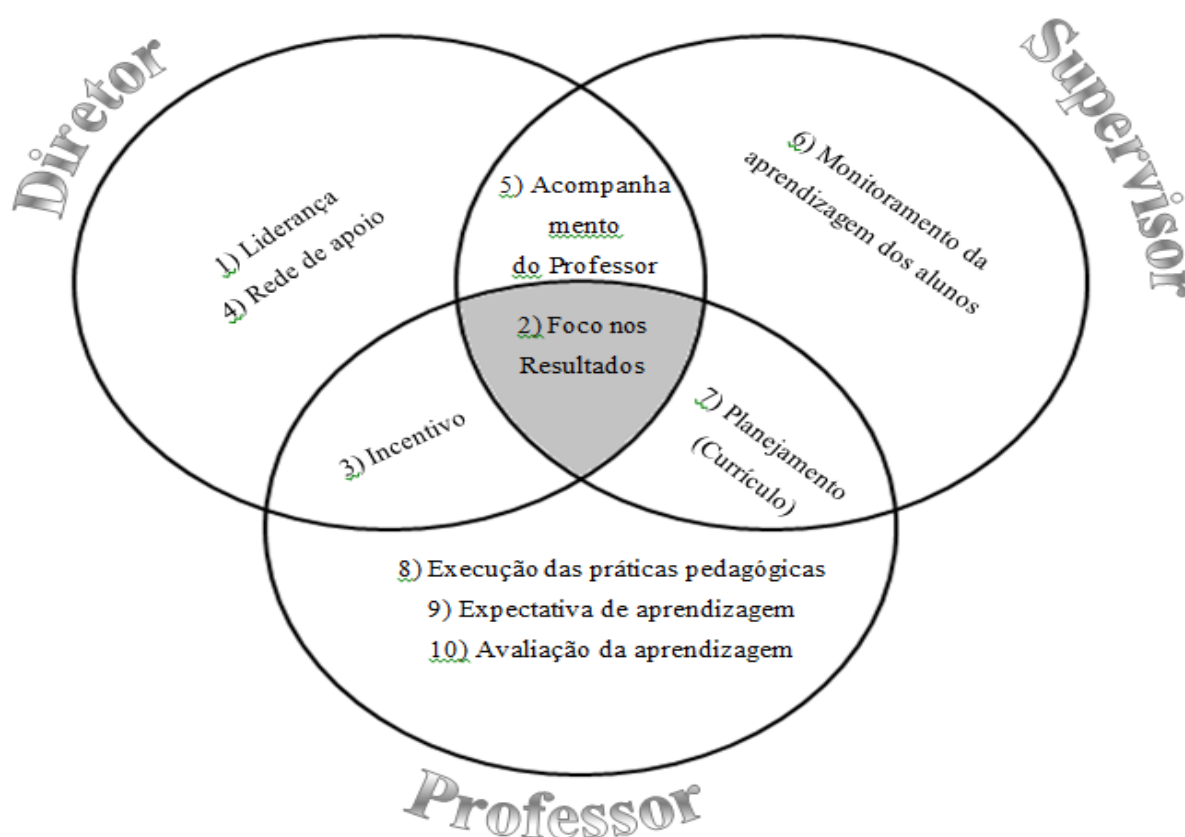 Diretor
Supervisor
1) Liderança
4) Rede de apoio
5) Acompanha
mento
do Professor
6) Monitoramento da
aprendizagem dos alunos
2) Foco nos
Resultados
3) Incentivo
7) Planejamento
(Currículo)
8) Execução das práticas pedagógicas
9) Expectativa de aprendizagem
10) Avaliação da aprendizagem
Professor